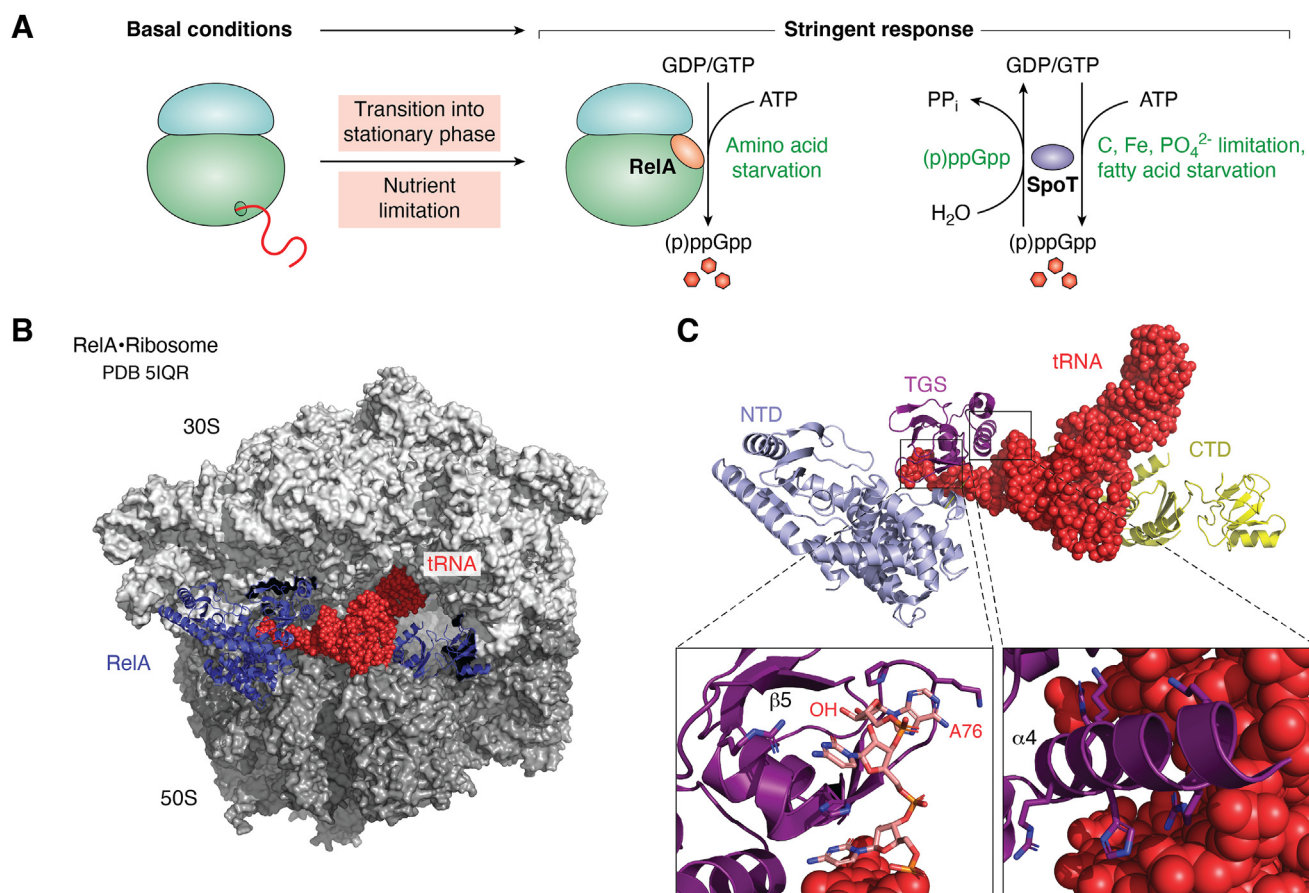 A
Basal conditions
Stringent response
Transition into
stationary phase
Nutrient
limitation
RelA
GDP/GTP
ATP
Amino acid
starvation
(p)ppGpp
GDP/GTP
PPi
ATP
(p)ppGpp
SpoT
C, Fe, PO₄²⁻ limitation,
fatty acid starvation
H₂O
(p)ppGpp
B
RelA•Ribosome
PDB 5IQR
30S
tRNA
RelA
50S
C
tRNA
TGS
NTD
CTD
β5
OH
A76
α4